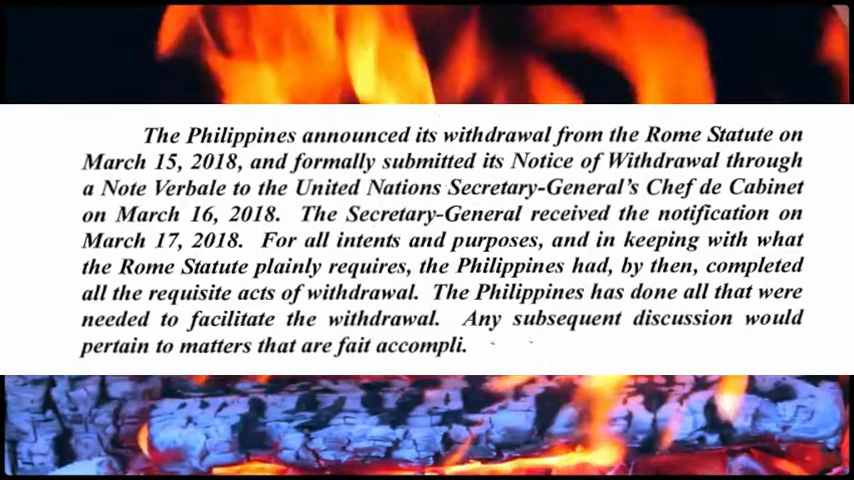 The Philippines announced its withdrawal from the Rome Statute on
March 15, 2018, and formally submitted its Notice of Withdrawal through
a Note Verbale to the United Nations Secretary-General's Chef de Cabinet
on March 16, 2018. The Secretary-General received the notification on
March 17, 2018. For all intents and purposes, and in keeping with what
the Rome Statute plainly requires, the Philippines had, by then, completed
all the requisite acts of withdrawal. The Philippines has done all that were
needed to facilitate the withdrawal. Any subsequent discussion would
pertain to matters that are fait accompli.